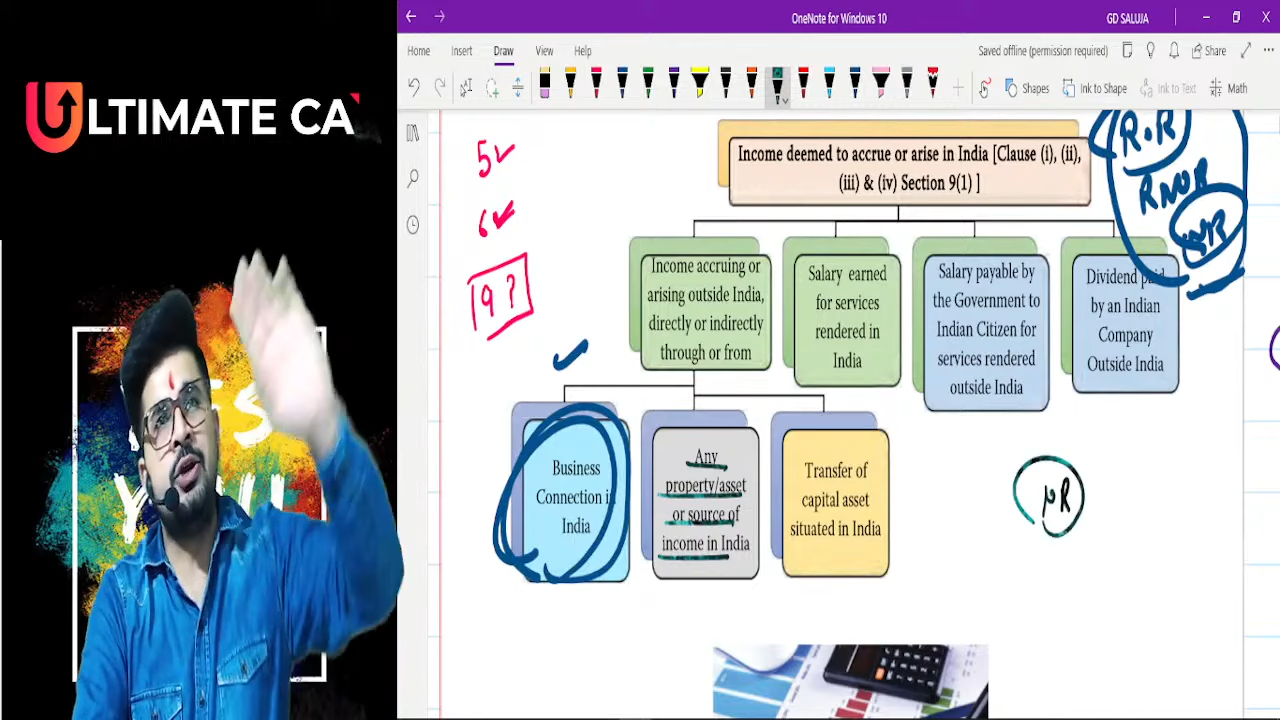 ULTIMATE CA
OneNote for Windows 10
GD SALUJA
Home Insert Draw View Help
Saved offline (permission required)
Share
Shapes
Ink to Shape
Ink to Text
Math
5✓
6✓
9 ?
R.R
RNOR
NR
Income deemed to accrue or arise in India [Clause (i), (ii),
(iii) & (iv) Section 9(1) ]
Income accruing or
arising outside India,
directly or indirectly
through or from
Salary earned
for services
rendered in
India
Salary payable by
the Government to
Indian Citizen for
services rendered
outside India
Dividend paid
by an Indian
Company
Outside India
Business
Connection in
India
Any
property/asset
or source of
income in India
Transfer of
capital asset
situated in India
NR